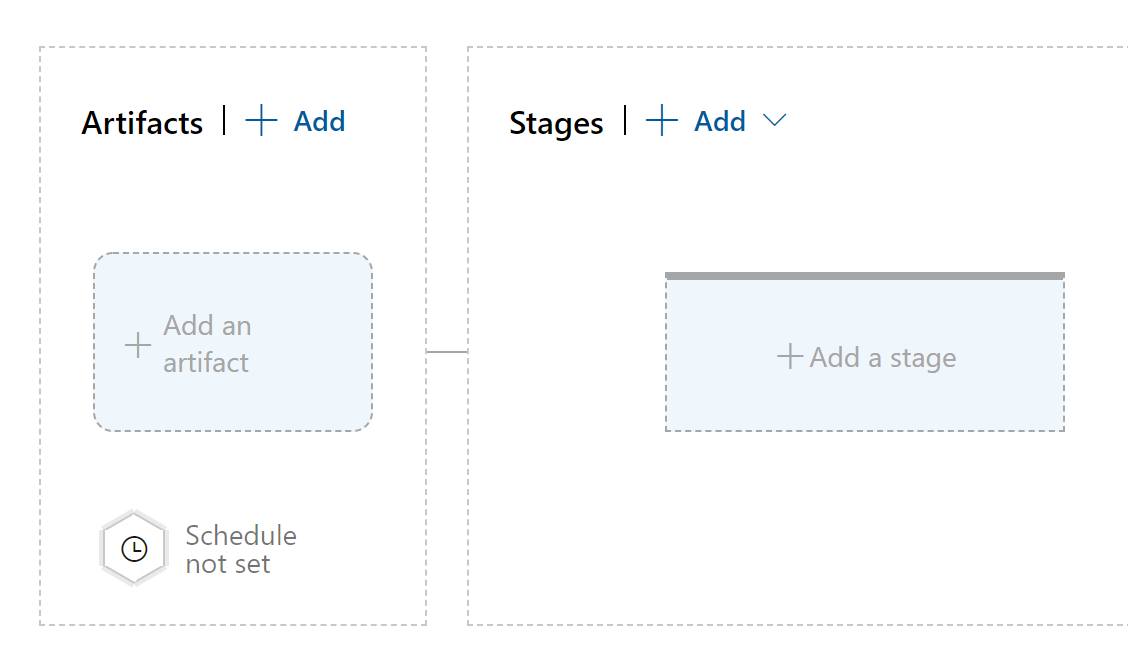 Artifacts
Add
Stages
Add
Add an
artifact
Add a stage
Schedule
not set